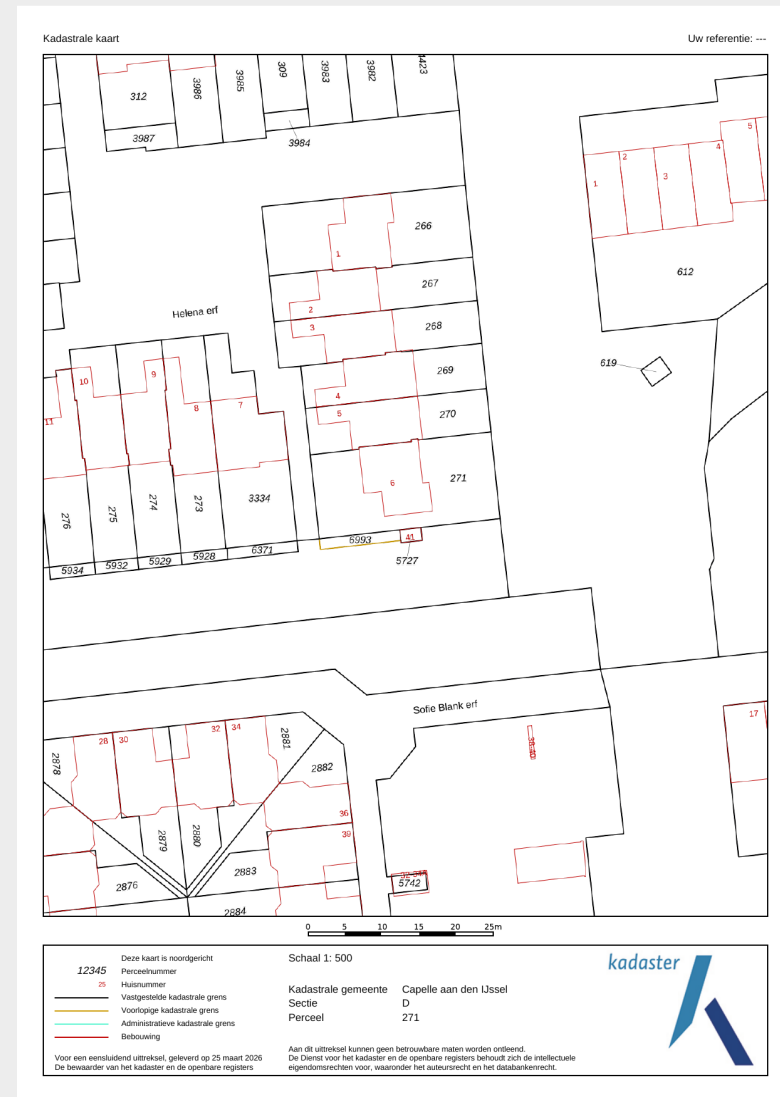 Kadastrale kaart
Uw referentie: ---
312
3986
3985
309
3983
3982
4423
3987
3984
5
4
2
3
1
266
1
612
267
2
Helena erf
3
268
619
269
10
9
4
8
7
5
270
11
6
271
276
275
274
273
3334
6993
41
6371
5928
5929
5932
5934
5727
Sofie Blank erf
17
28
30
32
34
2881
2878
2882
36
39
2879
2880
2883
2876
5742
2884
0 5 10 15 20 25m
Deze kaart is noordgericht
12345 Perceelnummer
25 Huisnummer
Vastgestelde kadastrale grens
Voorlopige kadastrale grens
Administratieve kadastrale grens
Bebouwing
Voor een eensluidend uittreksel, geleverd op 25 maart 2026
De bewaarder van het kadaster en de openbare registers
Schaal 1: 500
Kadastrale gemeente Capelle aan den IJssel
Sectie D
Perceel 271
Aan dit uittreksel kunnen geen betrouwbare maten worden ontleend.
De Dienst voor het kadaster en de openbare registers behoudt zich de intellectuele
eigendomsrechten voor, waaronder het auteursrecht en het databankenrecht.
kadaster